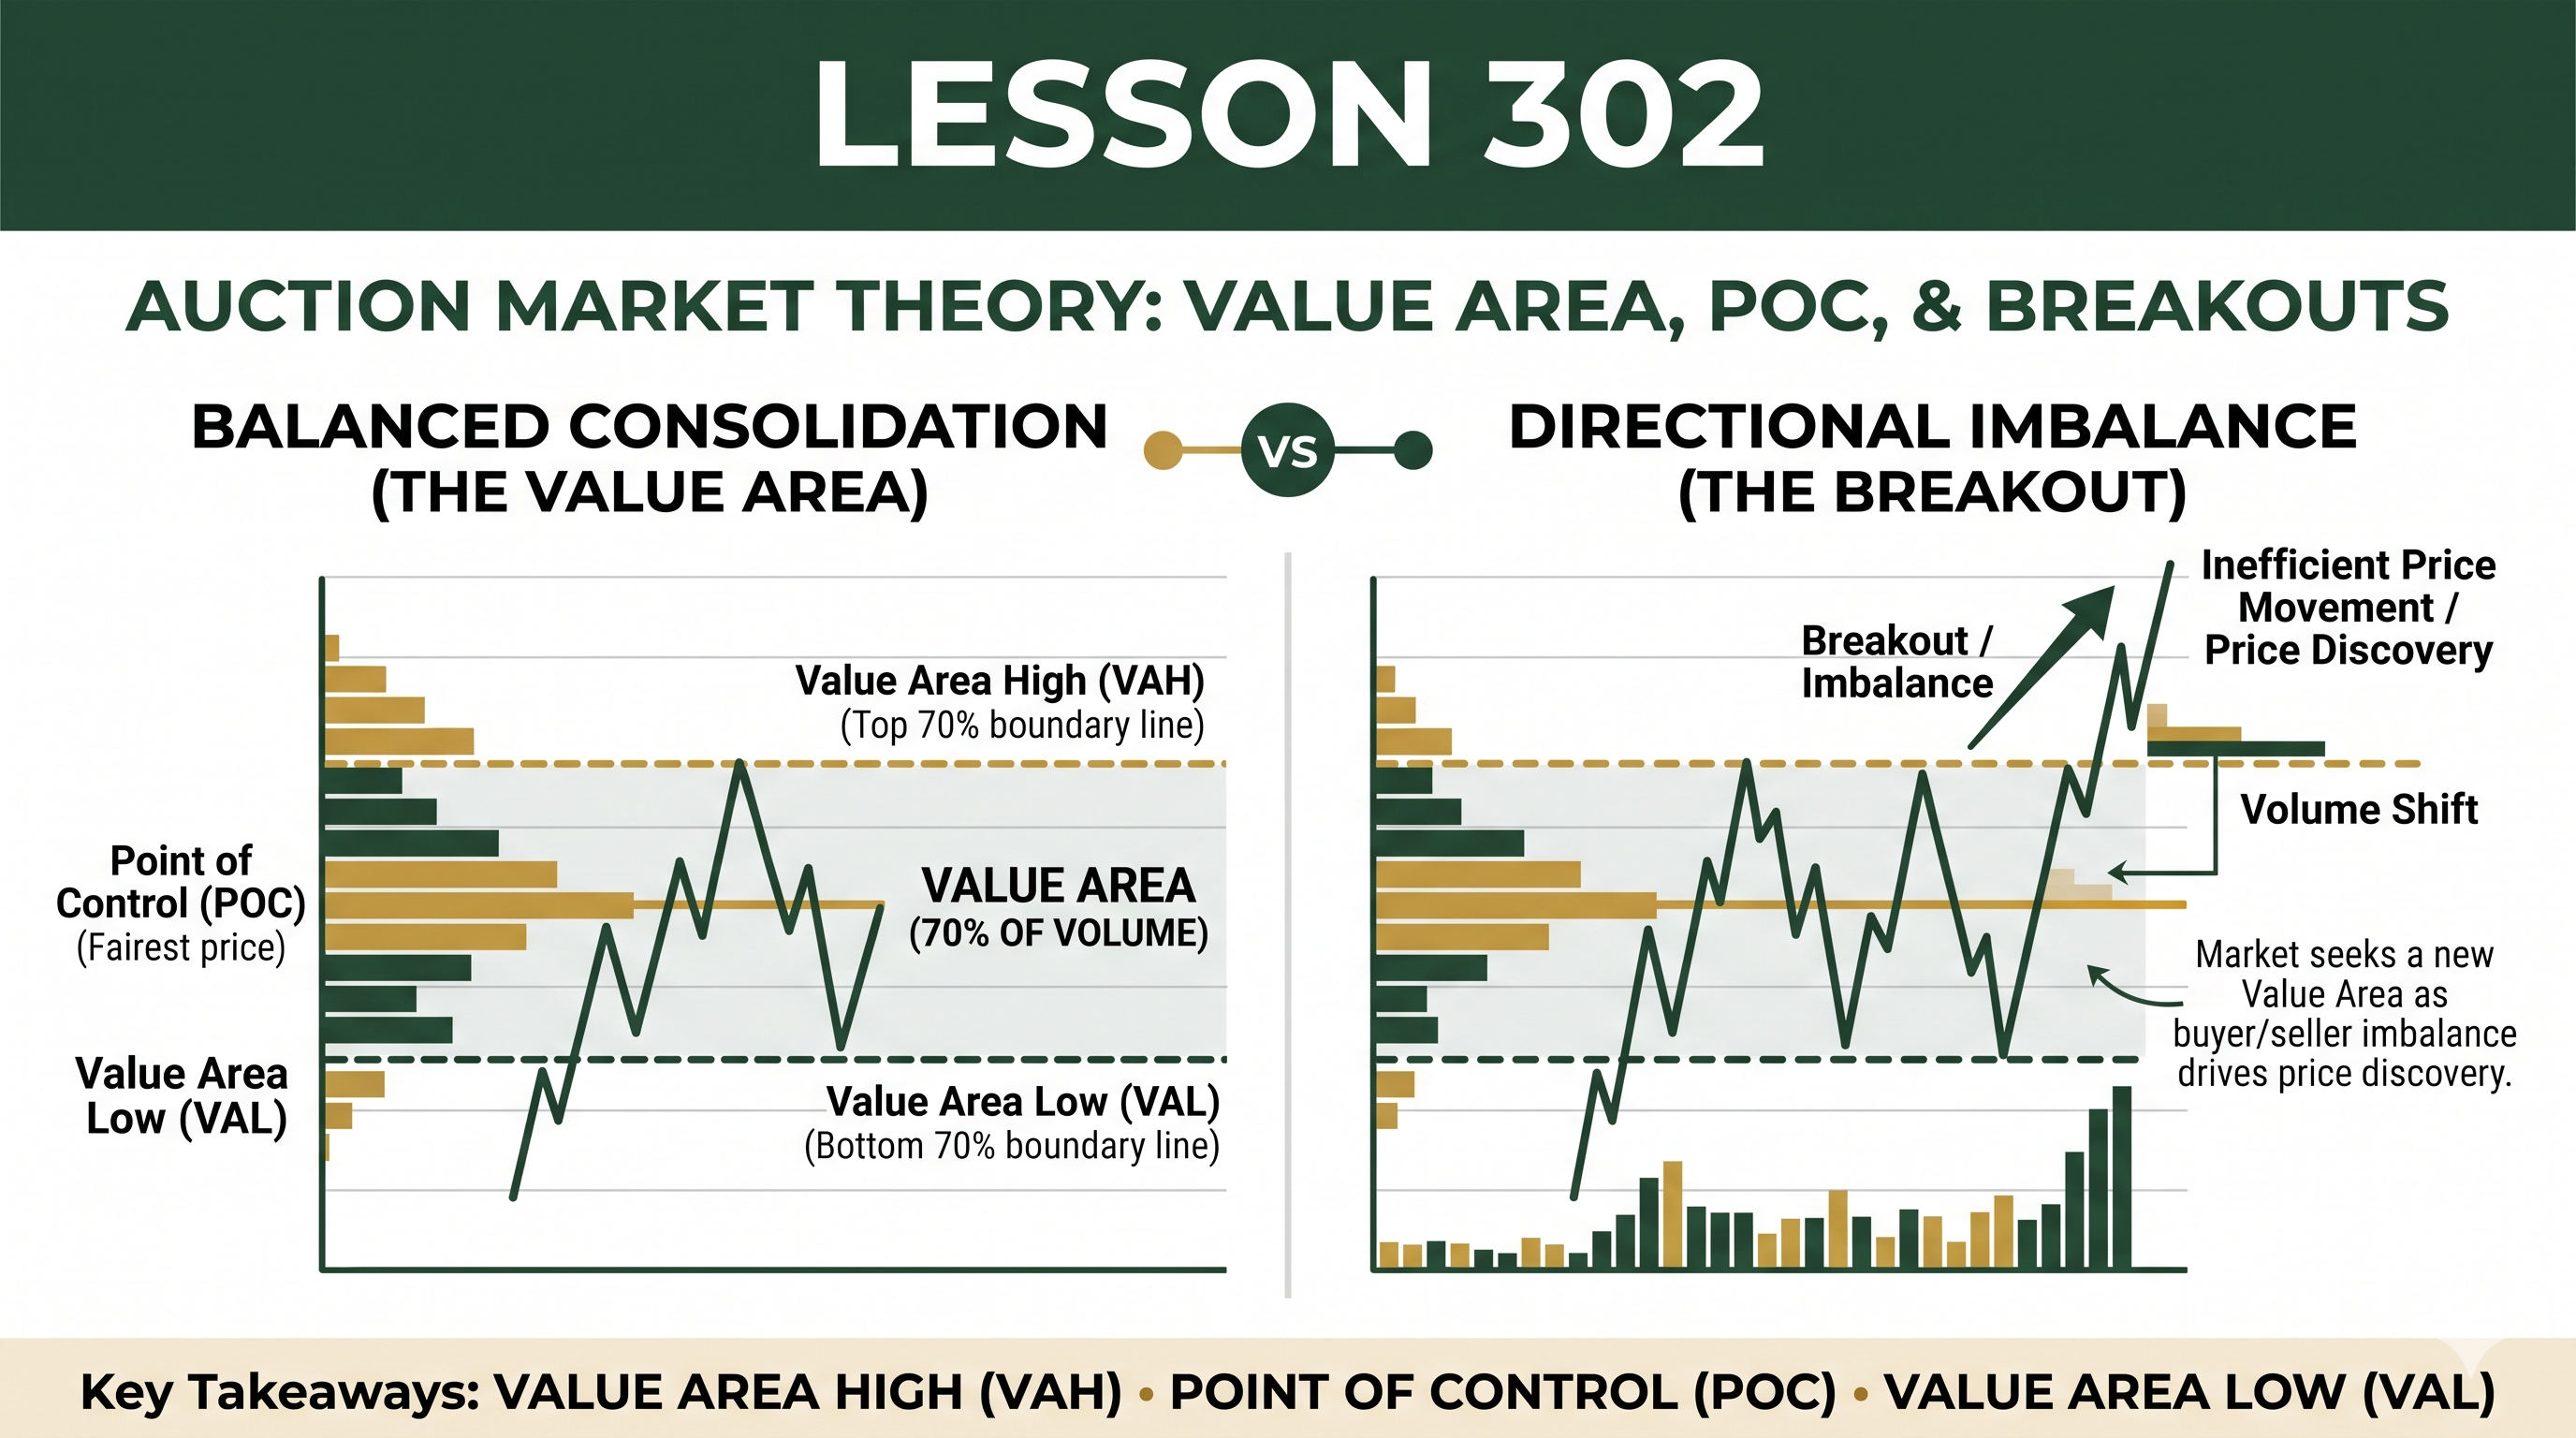 LESSON 302
AUCTION MARKET THEORY: VALUE AREA, POC, & BREAKOUTS
BALANCED CONSOLIDATION
(THE VALUE AREA)
VS
DIRECTIONAL IMBALANCE
(THE BREAKOUT)
Value Area High (VAH)
(Top 70% boundary line)
Point of
Control (POC)
(Fairest price)
VALUE AREA
(70% OF VOLUME)
Value Area
Low (VAL)
Value Area Low (VAL)
(Bottom 70% boundary line)
Breakout /
Imbalance
Inefficient Price
Movement /
Price Discovery
Volume Shift
Market seeks a new
Value Area as
buyer/seller imbalance
drives price discovery.
Key Takeaways: VALUE AREA HIGH (VAH) • POINT OF CONTROL (POC) • VALUE AREA LOW (VAL)